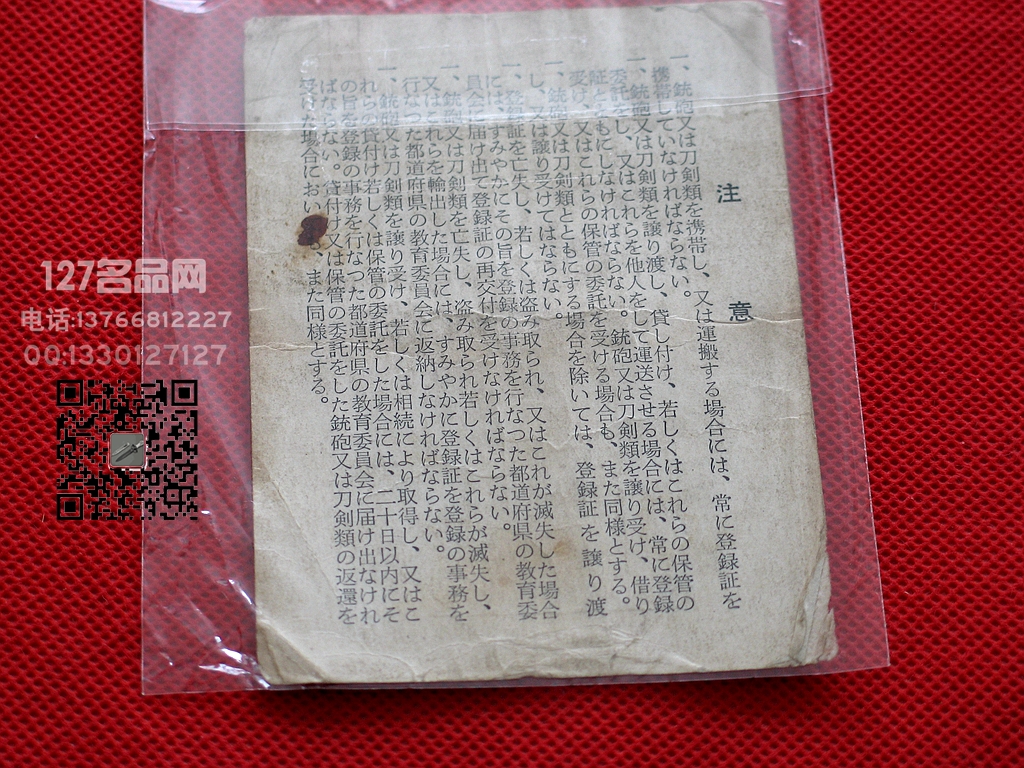 注意
一、銃砲又は刀剣類を携帯し、又は運搬する場合には、常に登録証を
携帯していなければならない。
一、銃砲又は刀剣類を譲り渡し、貸し付け、若しくはこれらの保管の
委託をし、又はこれらを他人をして運送させる場合には、常に登録
証とともにしなければならない。銃砲又は刀剣類を譲り受け、借り
受け、又はこれらの保管の委託を受ける場合も、また同様とする。
一、銃砲又は刀剣類とともにする場合を除いては、登録証を譲り渡
し、又は譲り受けてはならない。
一、登録証を亡失し、若しくは盗み取られ、又はこれが滅失した場合
には、すみやかにその旨を登録の事務を行なつた都道府県の教育委
員会に届け出て登録証の再交付を受けなければならない。
一、銃砲又は刀剣類を亡失し、盗み取られ若しくはこれらが滅失し、
又はこれらを輸出した場合には、すみやかに登録証を登録の事務を
行なつた都道府県の教育委員会に返納しなければならない。
一、銃砲又は刀剣類を譲り受け、若しくは相続により取得し、又はこ
れらの貸付け若しくは保管の委託をした場合には、二十日以内にそ
の旨を登録の事務を行なつた都道府県の教育委員会に届け出なけれ
ばならない。貸付け又は保管の委託をした銃砲又は刀剣類の返還を
受けた場合におい も、また同様とする。
127名品网
电话:13766812227
QQ:1330127127